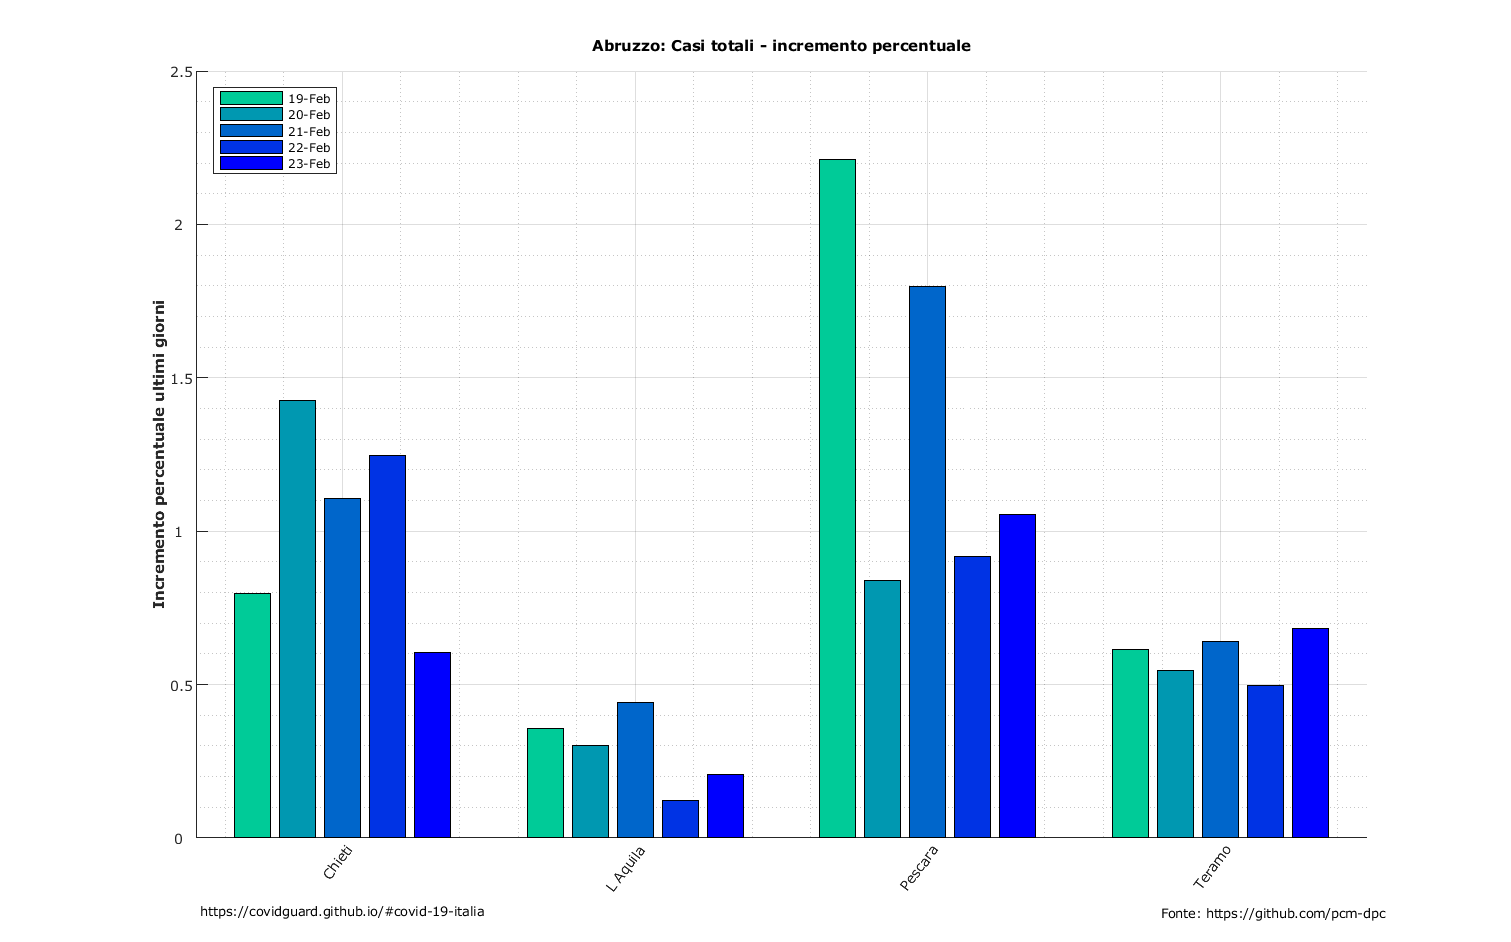 Abruzzo: Casi totali - incremento percentuale
2.5
2
1.5
1
0.5
0
Incremento percentuale ultimi giorni
19-Feb
20-Feb
21-Feb
22-Feb
23-Feb
Chieti
L Aquila
Pescara
Teramo
https://covidguard.github.io/#covid-19-italia
Fonte: https://github.com/pcm-dpc